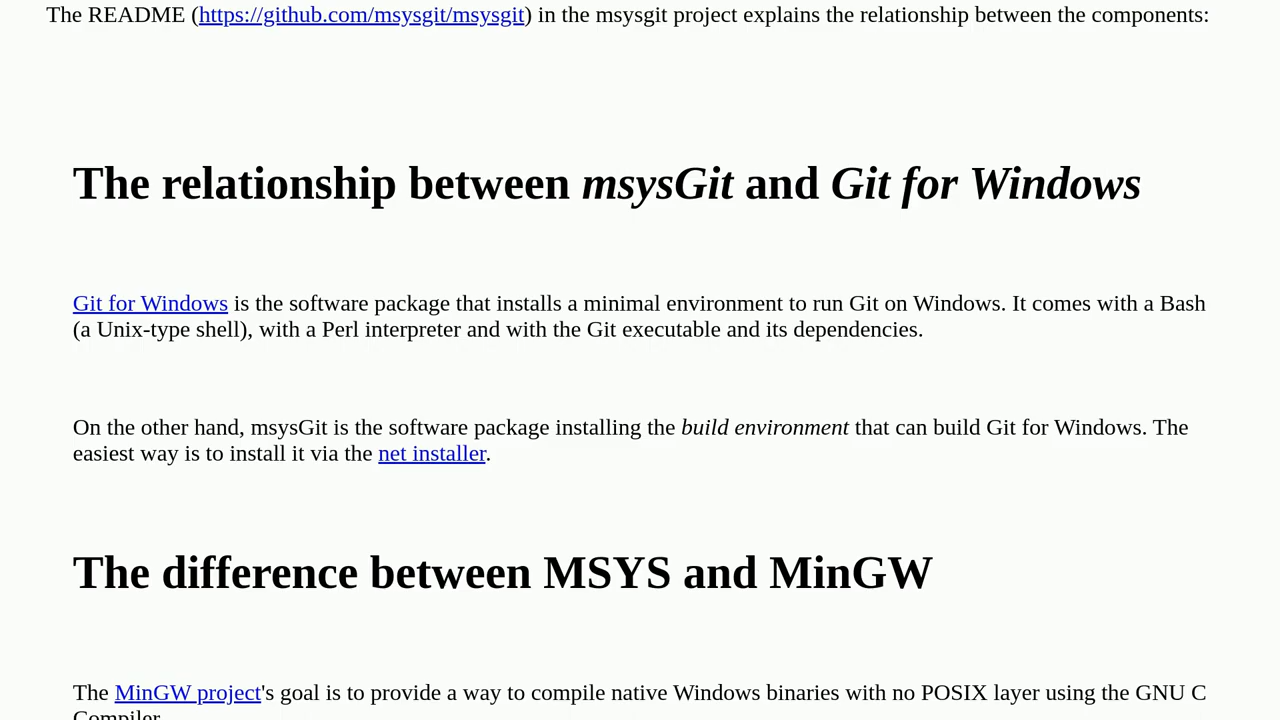 The README (https://github.com/msysgit/msysgit) in the msysgit project explains the relationship between the components:
The relationship between msysGit and Git for Windows
Git for Windows is the software package that installs a minimal environment to run Git on Windows. It comes with a Bash
(a Unix-type shell), with a Perl interpreter and with the Git executable and its dependencies.
On the other hand, msysGit is the software package installing the build environment that can build Git for Windows. The
easiest way is to install it via the net installer.
The difference between MSYS and MinGW
The MinGW project's goal is to provide a way to compile native Windows binaries with no POSIX layer using the GNU C
Compiler.